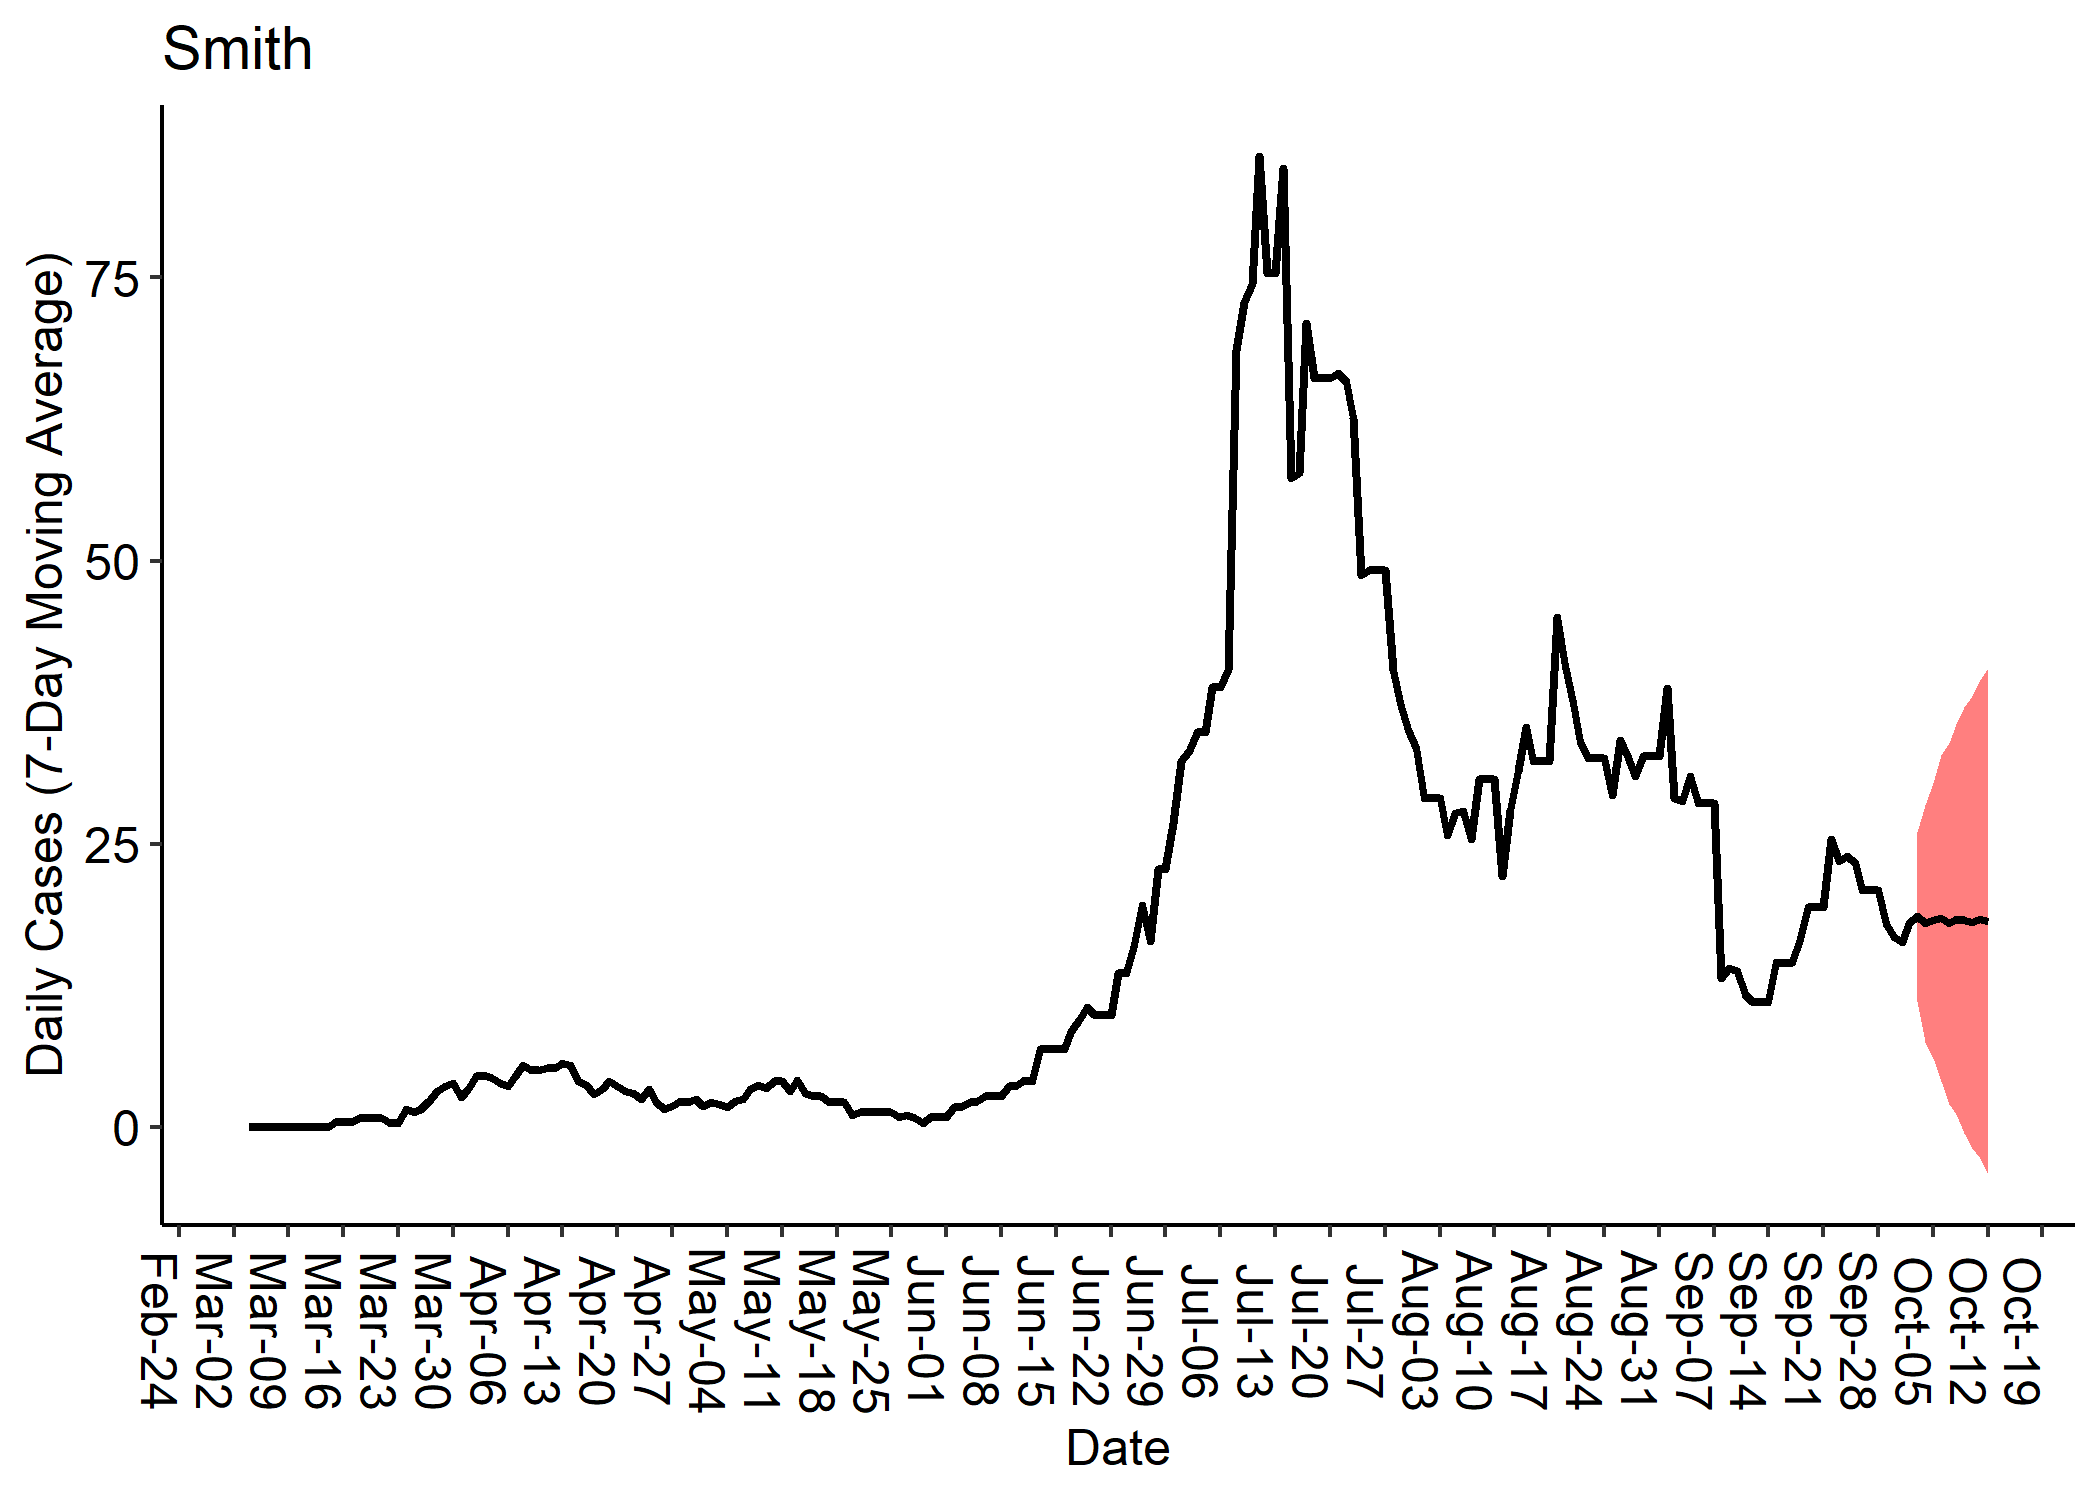 Smith
Daily Cases (7-Day Moving Average)
75
50
25
0
Feb-24
Mar-02
Mar-09
Mar-16
Mar-23
Mar-30
Apr-06
Apr-13
Apr-20
Apr-27
May-04
May-11
May-18
May-25
Jun-01
Jun-08
Jun-15
Jun-22
Jun-29
Jul-06
Jul-13
Jul-20
Jul-27
Aug-03
Aug-10
Aug-17
Aug-24
Aug-31
Sep-07
Sep-14
Sep-21
Sep-28
Oct-05
Oct-12
Oct-19
Date